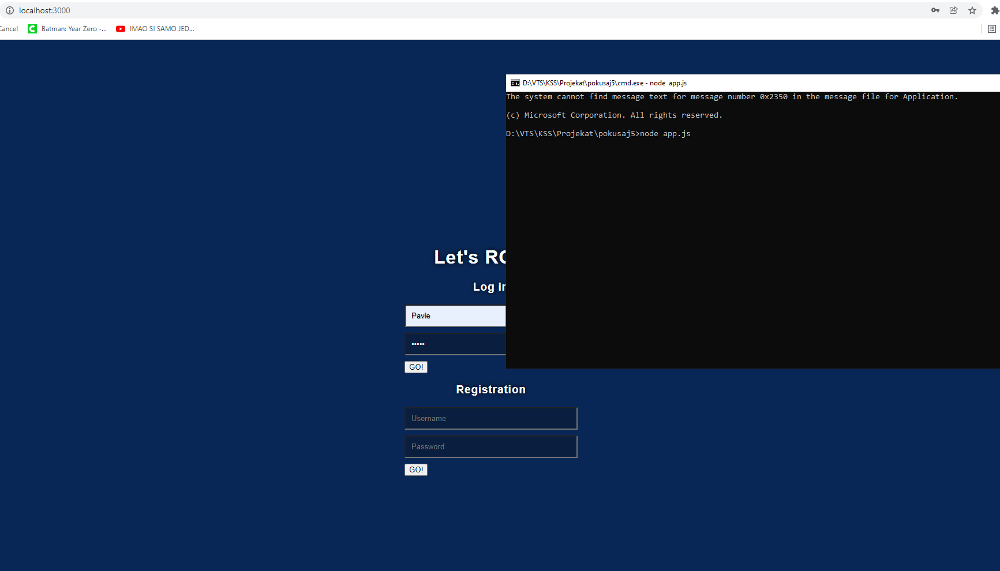 localhost:3000
Cancel
Batman: Year Zero -...
IMAO SI SAMO JED...
D:\VTS\KSS\Projekat\pokusaj5\cmd.exe - node  app.js
The system cannot find message text for message number 0x2350 in the message file for Application.
(c) Microsoft Corporation. All rights reserved.
D:\VTS\KSS\Projekat\pokusaj5>node app.js
Let's RO
Log in
Pavle
•••••
GO!
Registration
Username
Password
GO!